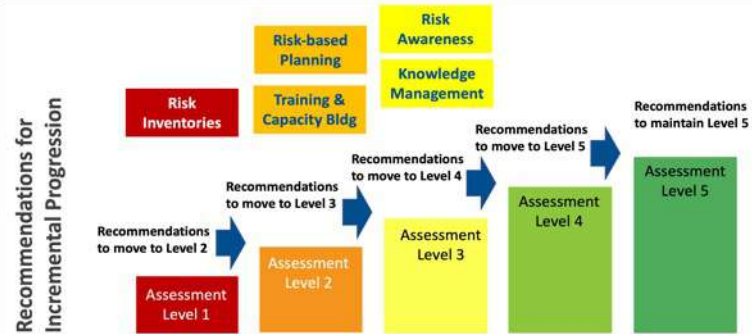 Recommendations for
Incremental Progression
Risk
Inventories
Risk-based
Planning
Training &
Capacity Bldg
Risk
Awareness
Knowledge
Management
Recommendations
to move to Level 2
Recommendations
to move to Level 3
Recommendations
to move to Level 4
Recommendations
to move to Level 5
Recommendations
to maintain Level 5
Assessment
Level 1
Assessment
Level 2
Assessment
Level 3
Assessment
Level 4
Assessment
Level 5